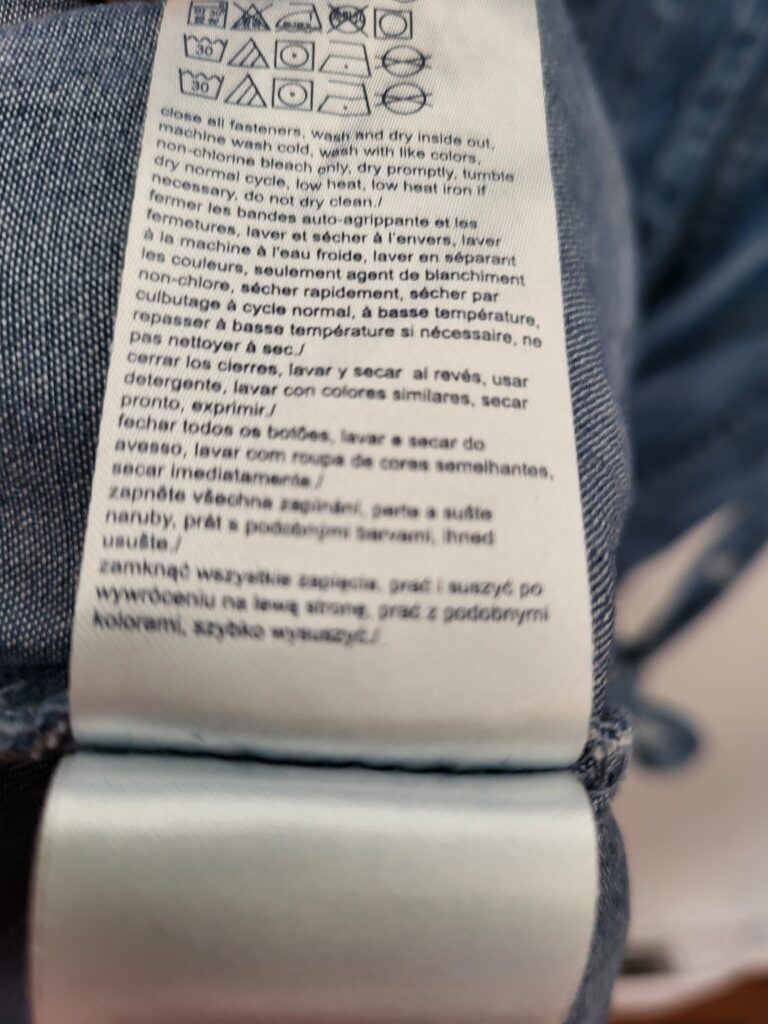 30
30
close all fasteners, wash and dry inside out,
machine wash cold, wash with like colors,
non-chlorine bleach only, dry promptly, tumble
dry normal cycle, low heat, low heat iron if
necessary, do not dry clean./
fermer les bandes auto-agrippante et les
fermetures, laver et sécher à l'envers, laver
à la machine à l'eau froide, laver en séparant
les couleurs, seulement agent de blanchiment
non-chlore, sécher rapidement, sécher par
culbutage à cycle normal, à basse température,
repasser à basse température si nécessaire, ne
pas nettoyer à sec./
cerrar los cierres, lavar y secar al revés, usar
detergente, lavar con colores similares, secar
pronto, exprimir./
fechar todos os botões, lavar e secar do
avesso, lavar com roupa de cores semelhantes,
secar imediatamente./
zapněte všechna zapínání, perte a sušte
naruby, prát s podobnými barvami, ihned
usušte./
zamknąć wszystkie zapięcia, prać i suszyć po
wywróceniu na lewą stronę, prać z podobnymi
kolorami, szybko wysuszyć./